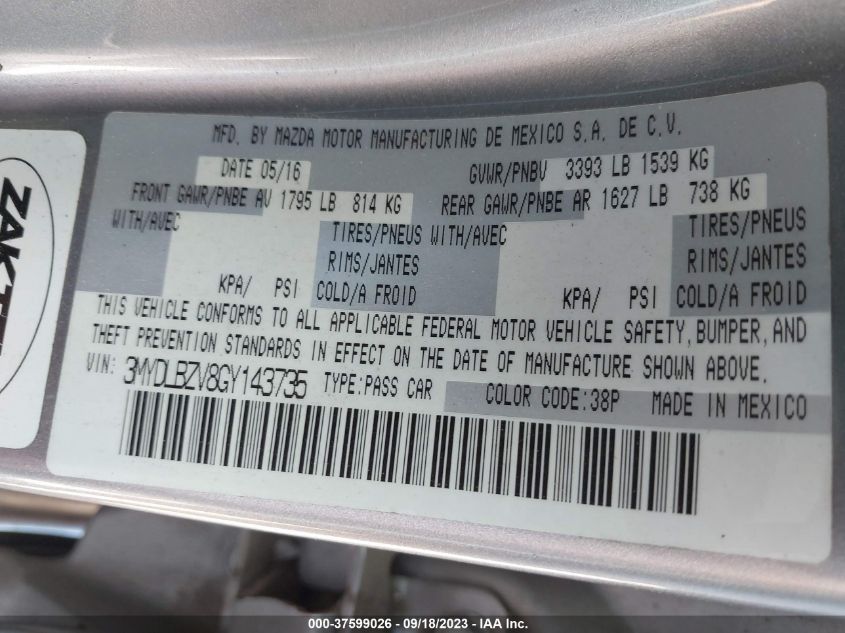 MFD. BY MAZDA MOTOR MANUFACTURING DE MEXICO S.A. DE C.V.
DATE 05/16 GVWR/PNBV 3393 LB 1539 KG
FRONT GAWR/PNBE AV 1795 LB 814 KG REAR GAWR/PNBE AR 1627 LB 738 KG
WITH/AVEC TIRES/PNEUS WITH/AVEC TIRES/PNEUS
RIMS/JANTES RIMS/JANTES
KPA/ PSI COLD/A FROID KPA/ PSI COLD/A FROID
THIS VEHICLE CONFORMS TO ALL APPLICABLE FEDERAL MOTOR VEHICLE SAFETY, BUMPER, AND
THEFT PREVENTION STANDARDS IN EFFECT ON THE DATE OF MANUFACTURE SHOWN ABOVE.
VIN: 3MYDLBZV8GY143735 TYPE:PASS CAR COLOR CODE:38P MADE IN MEXICO
000-37599026 - 09/18/2023 - IAA Inc.